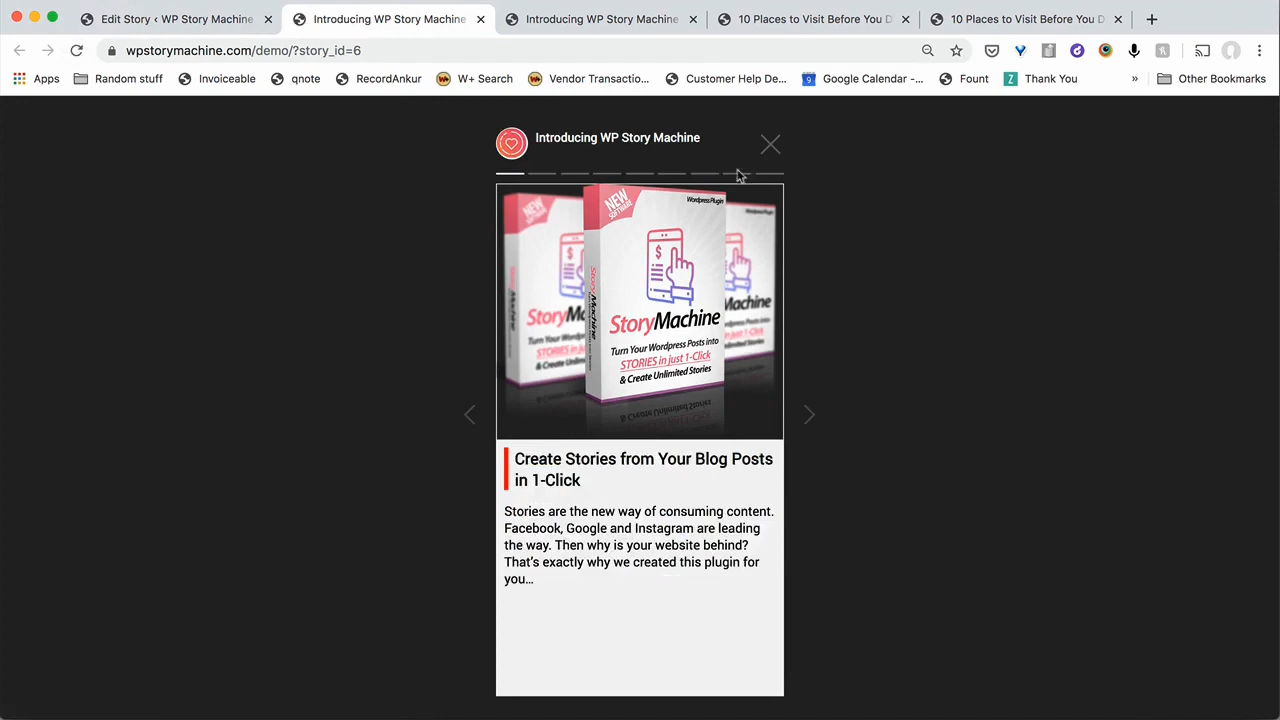 Edit Story ‹ WP Story Machine
Introducing WP Story Machine
Introducing WP Story Machine
10 Places to Visit Before You D
10 Places to Visit Before You D
wpstorymachine.com/demo/?story_id=6
Apps
Random stuff
Invoiceable
qnote
RecordAnkur
W+ Search
Vendor Transactio...
Customer Help De...
Google Calendar -...
Fount
Thank You
»
Other Bookmarks
Introducing WP Story Machine
NEW
SOFTWARE
Wordpress Plugin
$
StoryMachine
Turn Your Wordpress Posts into
STORIES in just 1-Click
& Create Unlimited Stories
Create Stories from Your Blog Posts
in 1-Click
Stories are the new way of consuming content.
Facebook, Google and Instagram are leading
the way. Then why is your website behind?
That's exactly why we created this plugin for
you...